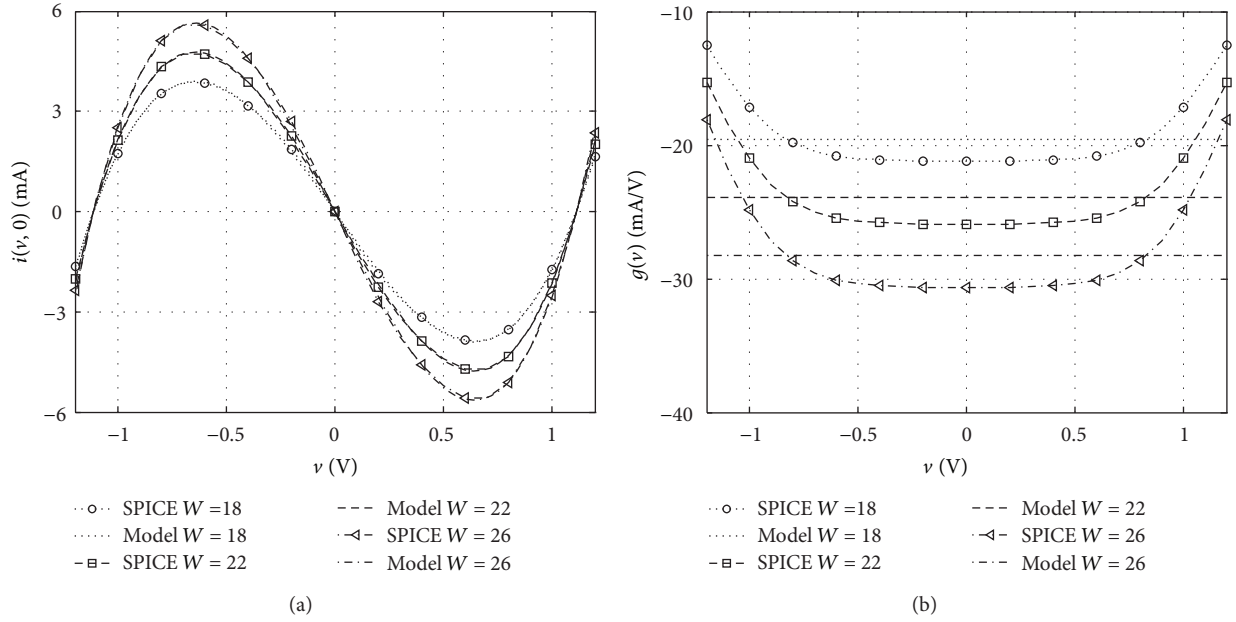 6
3
0
−3
−6
i(v, 0) (mA)
−1
−0.5
0
0.5
1
v (V)
SPICE W =18
Model W = 18
SPICE W = 22
Model W = 22
SPICE W = 26
Model W = 26
(a)
−10
−20
−30
−40
g(v) (mA/V)
−1
−0.5
0
0.5
1
v (V)
SPICE W =18
Model W = 18
SPICE W = 22
Model W = 22
SPICE W = 26
Model W = 26
(b)